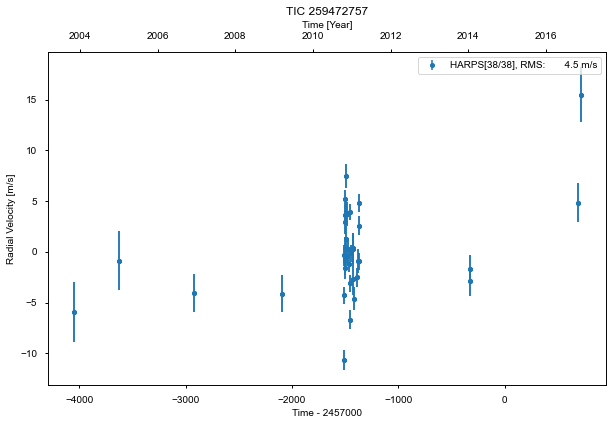 TIC 259472757
Time [Year]
2004 2006 2008 2010 2012 2014 2016
HARPS[38/38], RMS: 4.5 m/s
Radial Velocity [m/s]
15
10
5
0
−5
−10
−4000 −3000 −2000 −1000 0
Time - 2457000